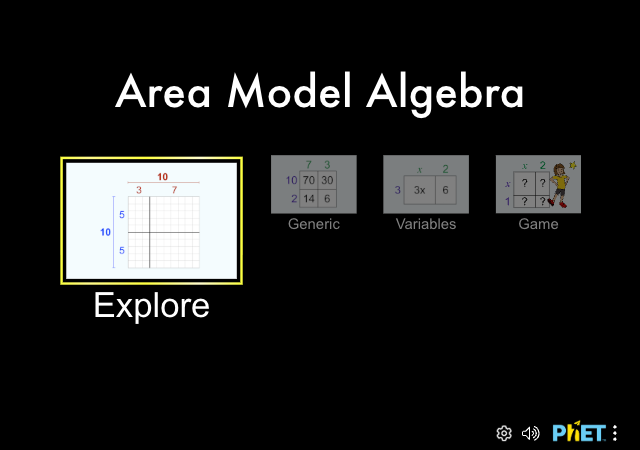 Area Model Algebra
10
3 7
5
10
5
Explore
7 3
10 70 30
2 14 6
Generic
x 2
3 3x 6
Variables
x 2
x ? ?
1 ? ?
Game
PhET